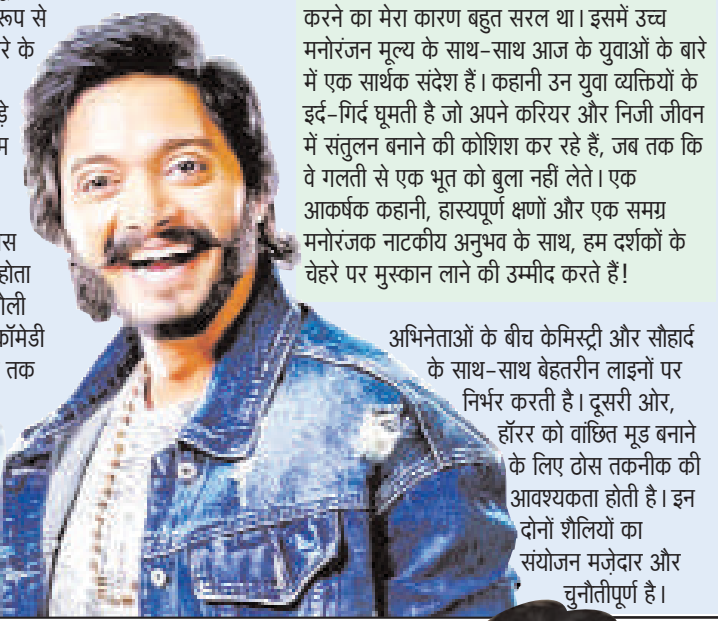 रूप से
रे के
ड़े
म
स
होता
ोली
कॉमेडी
तक
करने का मेरा कारण बहुत सरल था। इसमें उच्च
मनोरंजन मूल्य के साथ-साथ आज के युवाओं के बारे
में एक सार्थक संदेश हैं। कहानी उन युवा व्यक्तियों के
इर्द-गिर्द घूमती है जो अपने करियर और निजी जीवन
में संतुलन बनाने की कोशिश कर रहे हैं, जब तक कि
वे गलती से एक भूत को बुला नहीं लेते। एक
आकर्षक कहानी, हास्यपूर्ण क्षणों और एक समग्र
मनोरंजक नाटकीय अनुभव के साथ, हम दर्शकों के
चेहरे पर मुस्कान लाने की उम्मीद करते हैं!
अभिनेताओं के बीच केमिस्ट्री और सौहार्द
के साथ-साथ बेहतरीन लाइनों पर
निर्भर करती है। दूसरी ओर,
हॉरर को वांछित मूड बनाने
के लिए ठोस तकनीक की
आवश्यकता होती है। इन
दोनों शैलियों का
संयोजन मज़ेदार और
चुनौतीपूर्ण है।